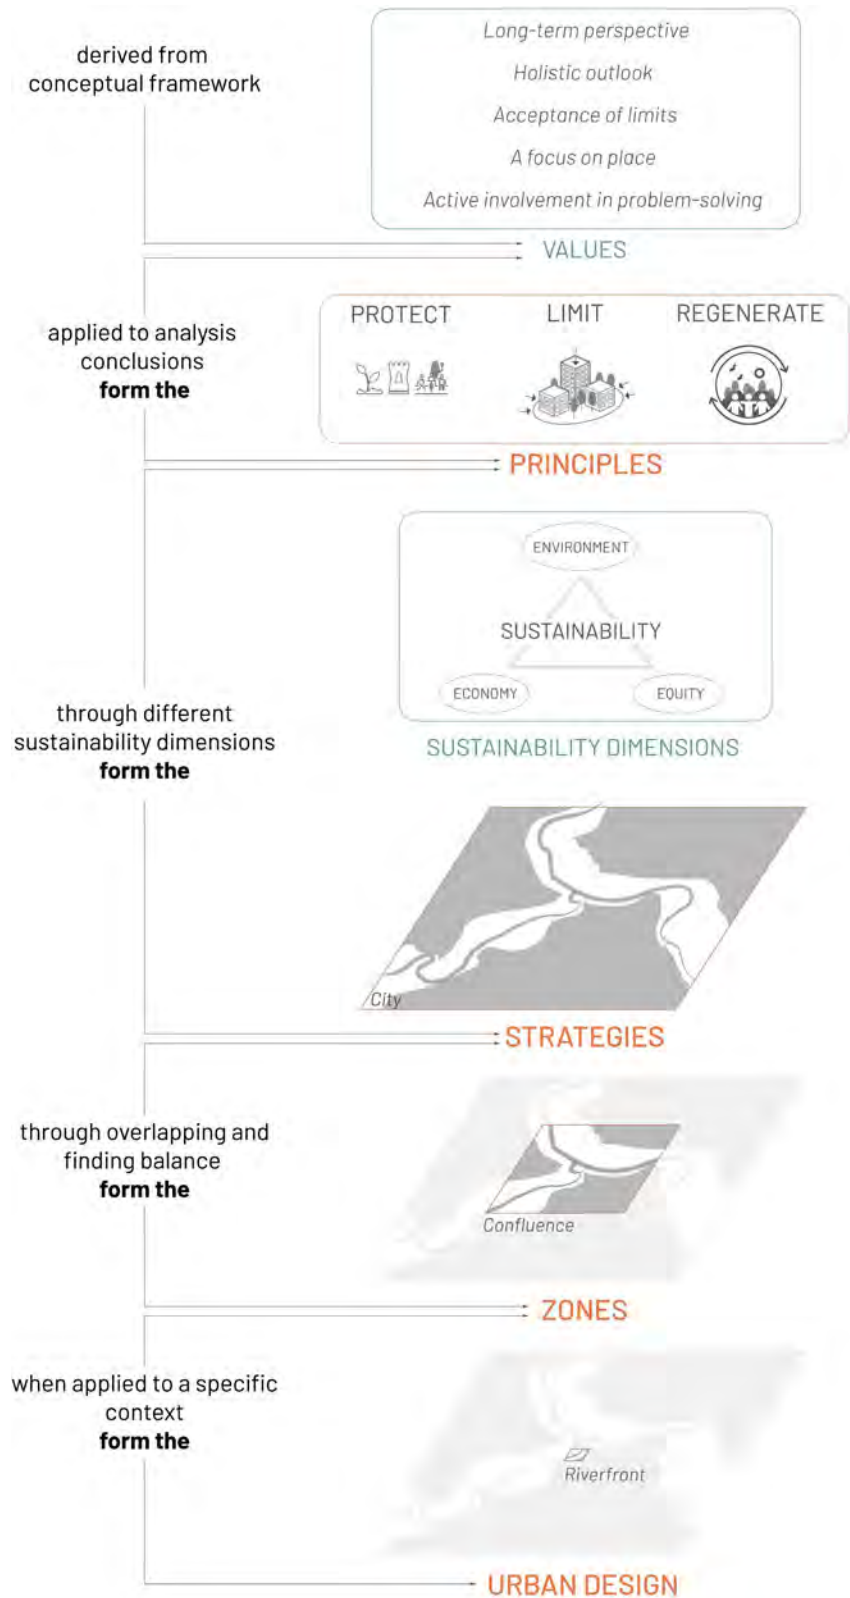 derived from
conceptual framework
Long-term perspective
Holistic outlook
Acceptance of limits
A focus on place
Active involvement in problem-solving
VALUES
applied to analysis
conclusions
form the
PROTECT
LIMIT
REGENERATE
PRINCIPLES
ENVIRONMENT
SUSTAINABILITY
ECONOMY
EQUITY
SUSTAINABILITY DIMENSIONS
through different
sustainability dimensions
form the
City
STRATEGIES
through overlapping and
finding balance
form the
Confluence
ZONES
when applied to a specific
context
form the
Riverfront
URBAN DESIGN